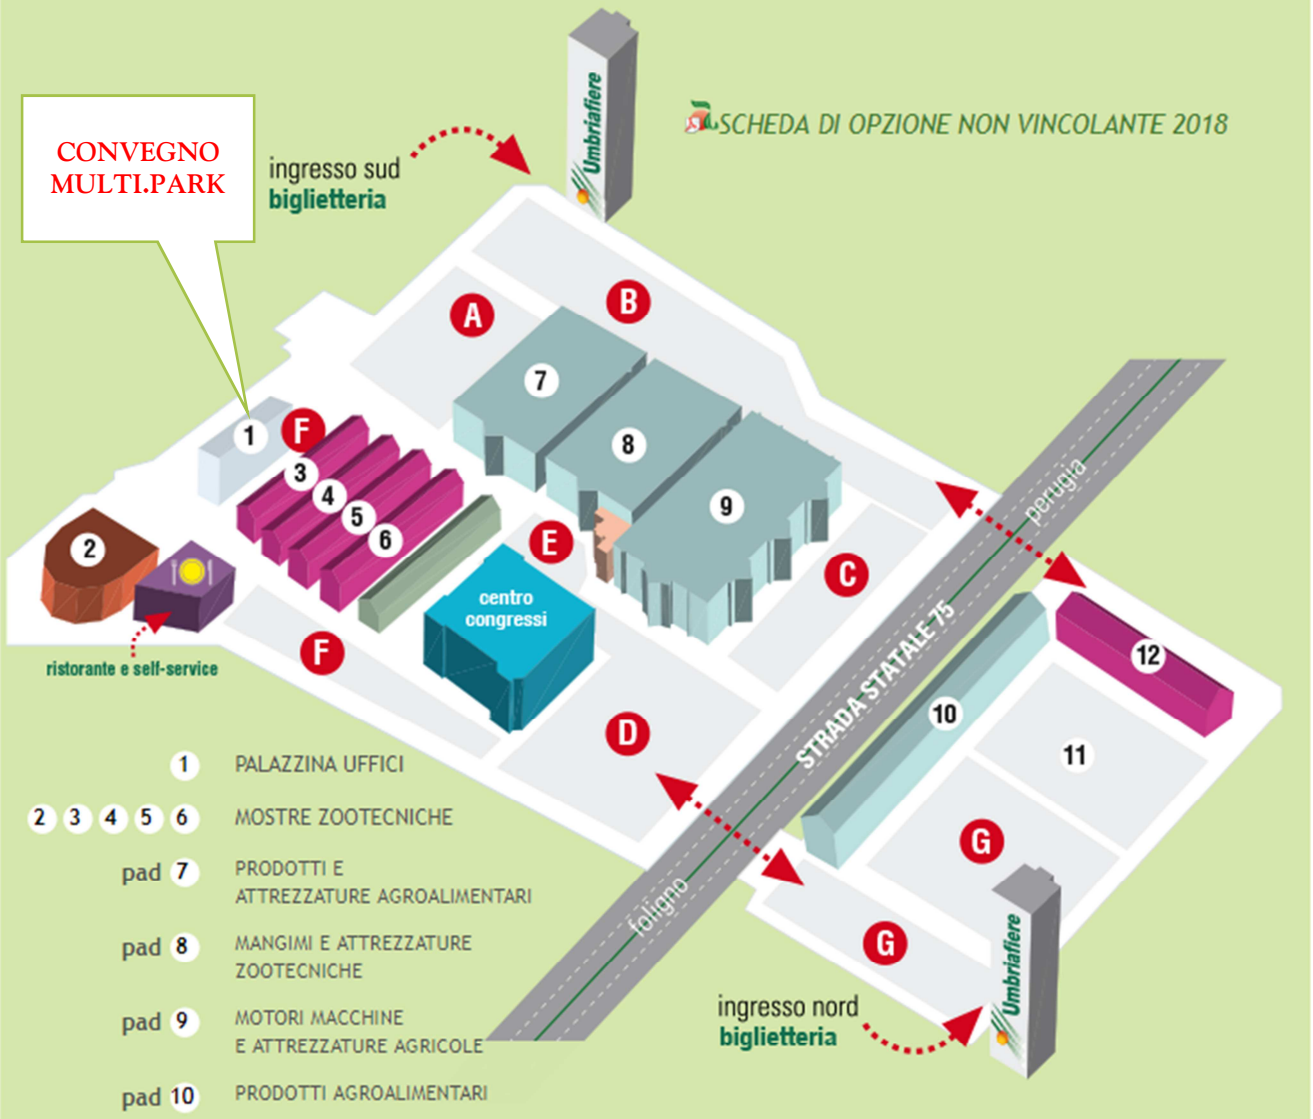 Umbriafiere
SCHEDA DI OPZIONE NON VINCOLANTE 2018
CONVEGNO
MULTI.PARK
ingresso sud
biglietteria
A
B
7
8
9
1
F
3
4
5
6
2
E
C
centro
congressi
perugia
STRADA STATALE 75
foligno
ristorante e self-service
F
D
12
10
11
G
G
Umbriafiere
ingresso nord
biglietteria
1 PALAZZINA UFFICI
2 3 4 5 6 MOSTRE ZOOTECNICHE
pad 7 PRODOTTI E
ATTREZZATURE AGROALIMENTARI
pad 8 MANGIMI E ATTREZZATURE
ZOOTECNICHE
pad 9 MOTORI MACCHINE
E ATTREZZATURE AGRICOLE
pad 10 PRODOTTI AGROALIMENTARI